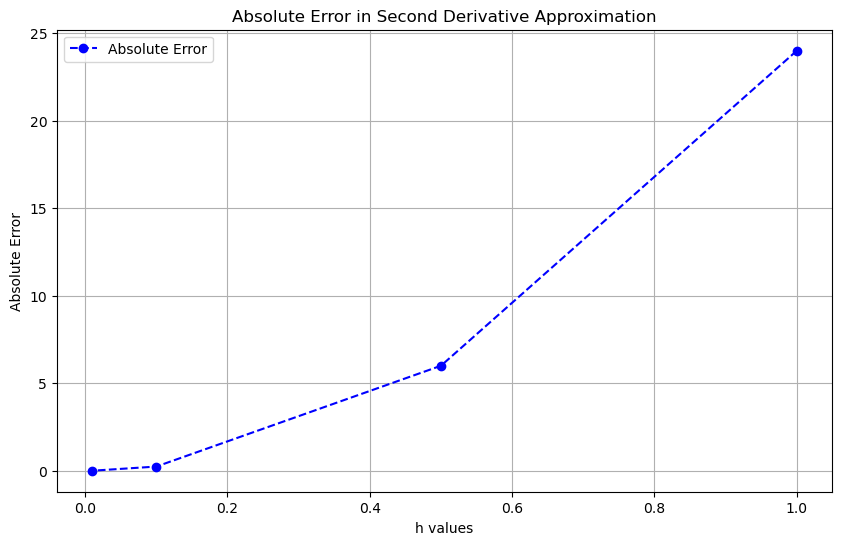 Absolute Error in Second Derivative Approximation
Absolute Error
25
20
15
10
5
0
Absolute Error
0.0 0.2 0.4 0.6 0.8 1.0
h values